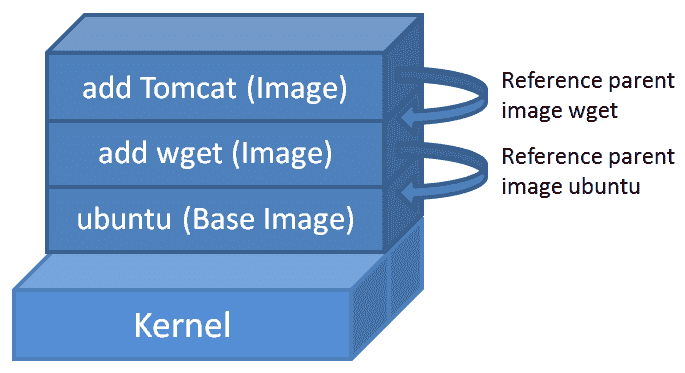 add Tomcat (Image)
Reference parent
image wget
add wget (Image)
Reference parent
image ubuntu
ubuntu (Base Image)
Kernel